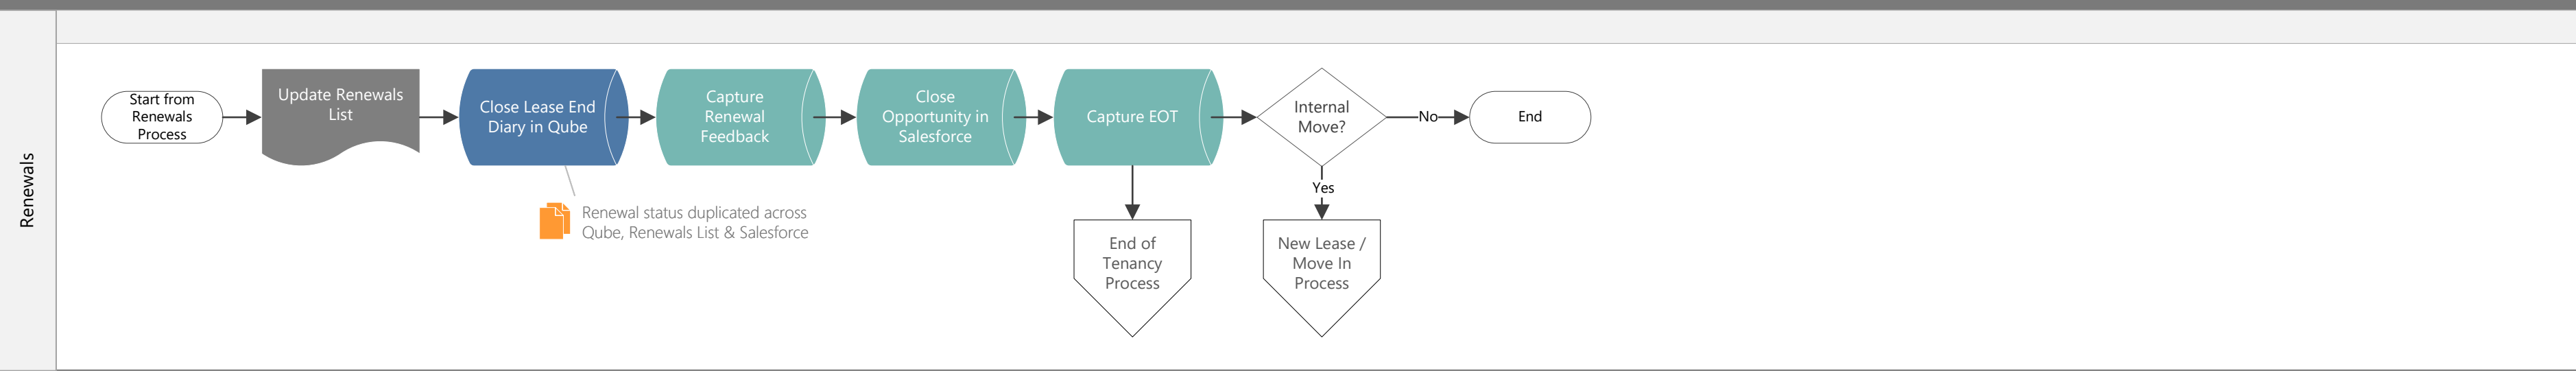 Renewals
Start from
Renewals
Process
Update Renewals
List
Close Lease End
Diary in Qube
Capture
Renewal
Feedback
Close
Opportunity in
Salesforce
Capture EOT
Internal
Move?
No
End
Yes
Renewal status duplicated across
Qube, Renewals List & Salesforce
End of
Tenancy
Process
New Lease /
Move In
Process